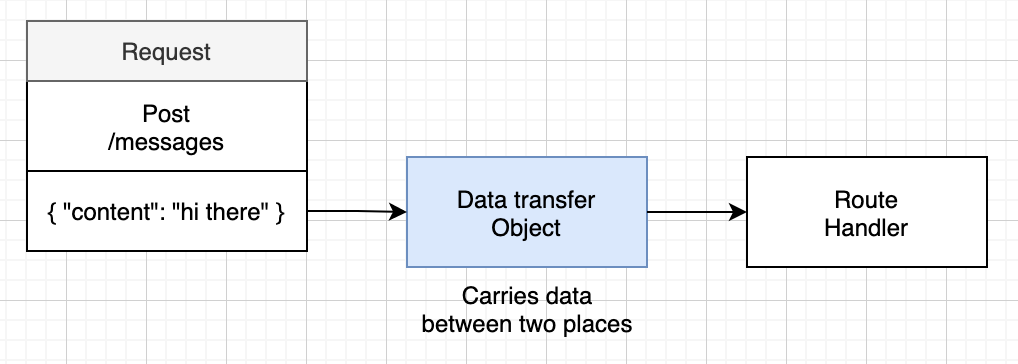 Request
Post
/messages
{ "content": "hi there" }
Data transfer
Object
Carries data
between two places
Route
Handler